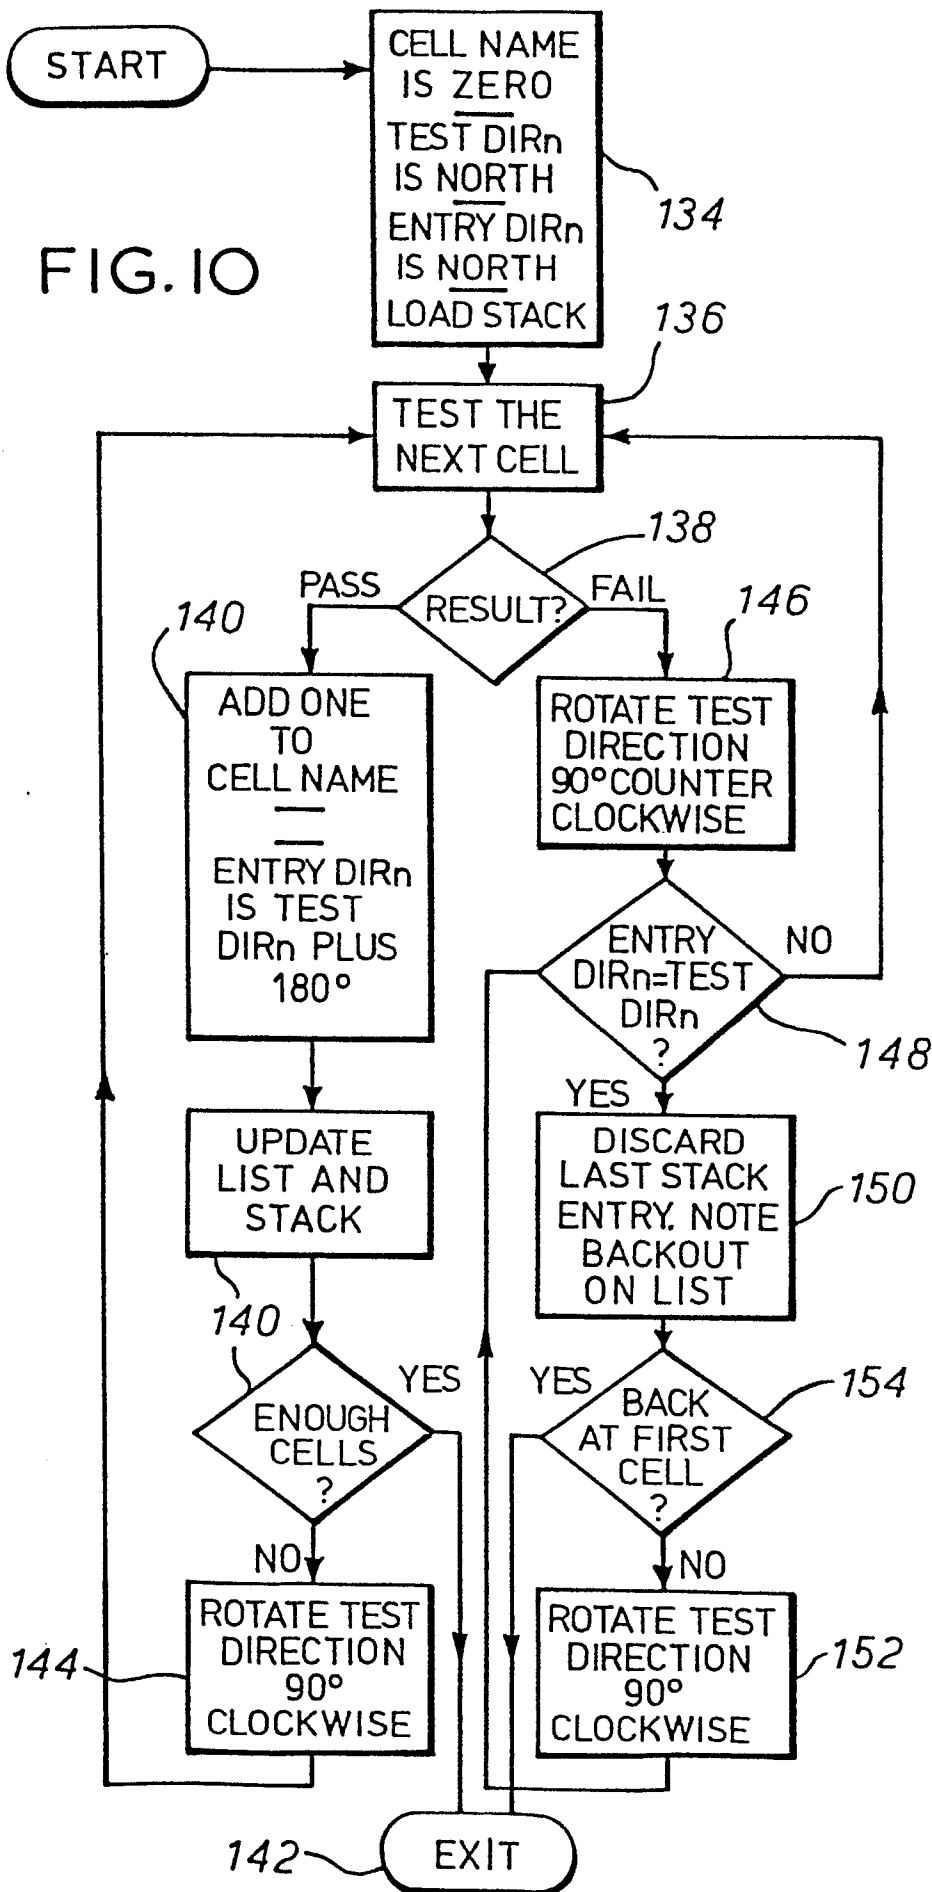 START
CELL NAME
IS ZERO
TEST DIRn
IS NORTH
ENTRY DIRn
IS NORTH
LOAD STACK
134
FIG. 10
136
TEST THE
NEXT CELL
138
PASS
RESULT?
FAIL
140
146
ADD ONE
TO
CELL NAME
ENTRY DIRn
IS TEST
DIRn PLUS
180°
ROTATE TEST
DIRECTION
90° COUNTER
CLOCKWISE
ENTRY
DIRn=TEST
DIRn
?
NO
148
YES
UPDATE
LIST AND
STACK
140
DISCARD
LAST STACK
ENTRY. NOTE
BACKOUT
ON LIST
150
ENOUGH
CELLS
?
YES
NO
YES
BACK
AT FIRST
CELL
?
154
NO
144
ROTATE TEST
DIRECTION
90°
CLOCKWISE
ROTATE TEST
DIRECTION
90°
CLOCKWISE
152
142
EXIT